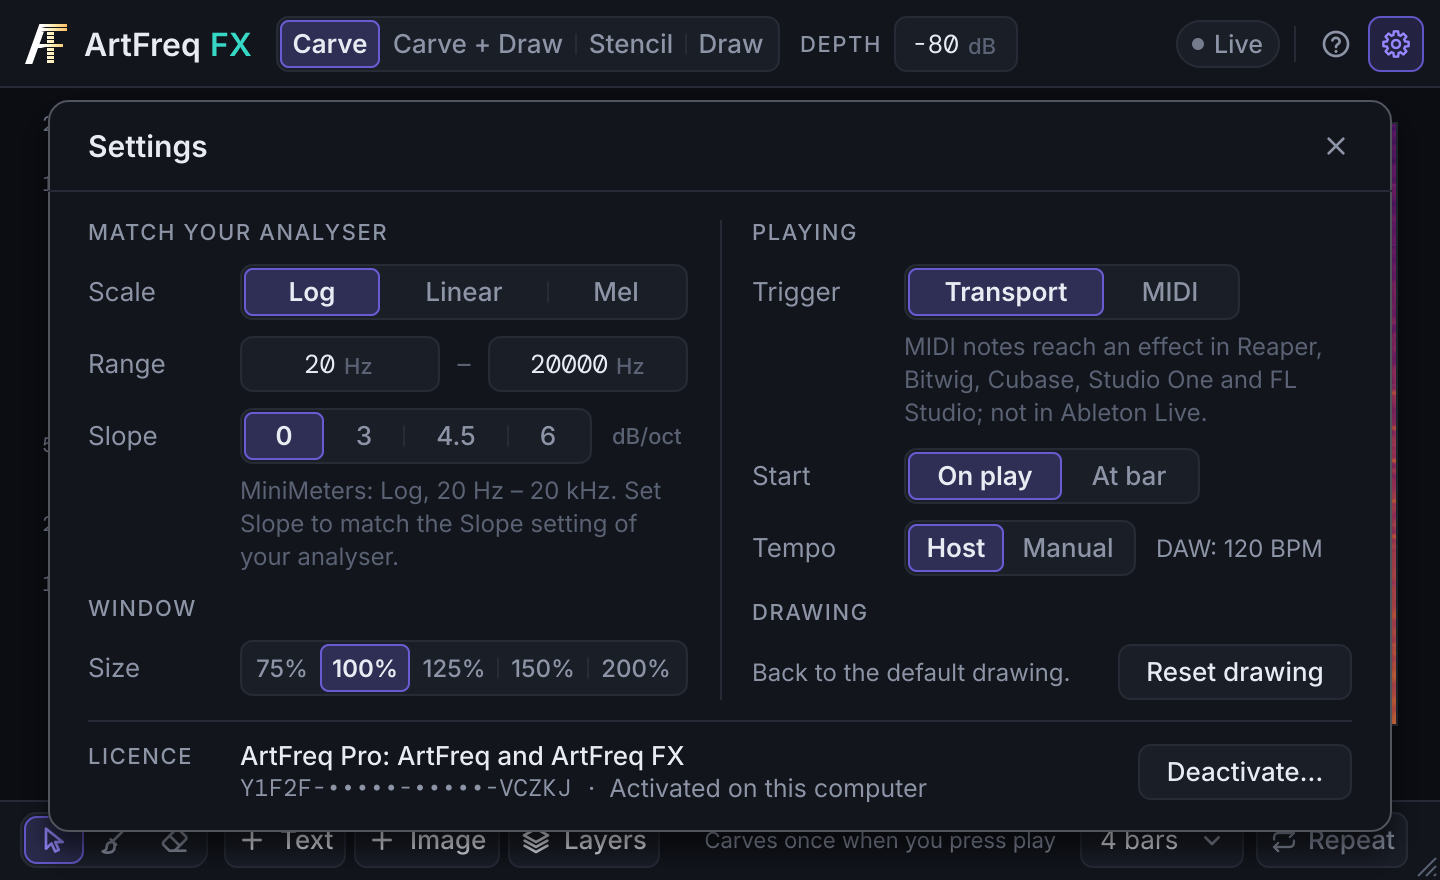 ArtFreq FX
Carve
Carve + Draw
Stencil
Draw
DEPTH
-80 dB
Live
Settings
MATCH YOUR ANALYSER
Scale
Log
Linear
Mel
Range
20 Hz
–
20000 Hz
Slope
0
3
4.5
6
dB/oct
MiniMeters: Log, 20 Hz – 20 kHz. Set
Slope to match the Slope setting of
your analyser.
WINDOW
Size
75%
100%
125%
150%
200%
PLAYING
Trigger
Transport
MIDI
MIDI notes reach an effect in Reaper,
Bitwig, Cubase, Studio One and FL
Studio; not in Ableton Live.
Start
On play
At bar
Tempo
Host
Manual
DAW: 120 BPM
DRAWING
Back to the default drawing.
Reset drawing
LICENCE
ArtFreq Pro: ArtFreq and ArtFreq FX
Y1F2F-•••••-•••••-VCZKJ · Activated on this computer
Deactivate...
+ Text
+ Image
Layers
Carves once when you press play
4 bars
Repeat